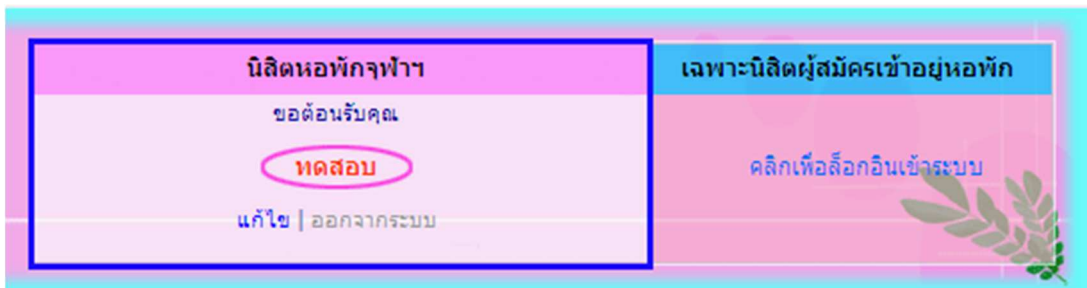 นิสิตหอพักจุฬาฯ
ขอต้อนรับคุณ
ทดสอบ
แก้ไข | ออกจากระบบ
เฉพาะนิสิตผู้สมัครเข้าอยู่หอพัก
คลิกเพื่อล็อกอินเข้าระบบ